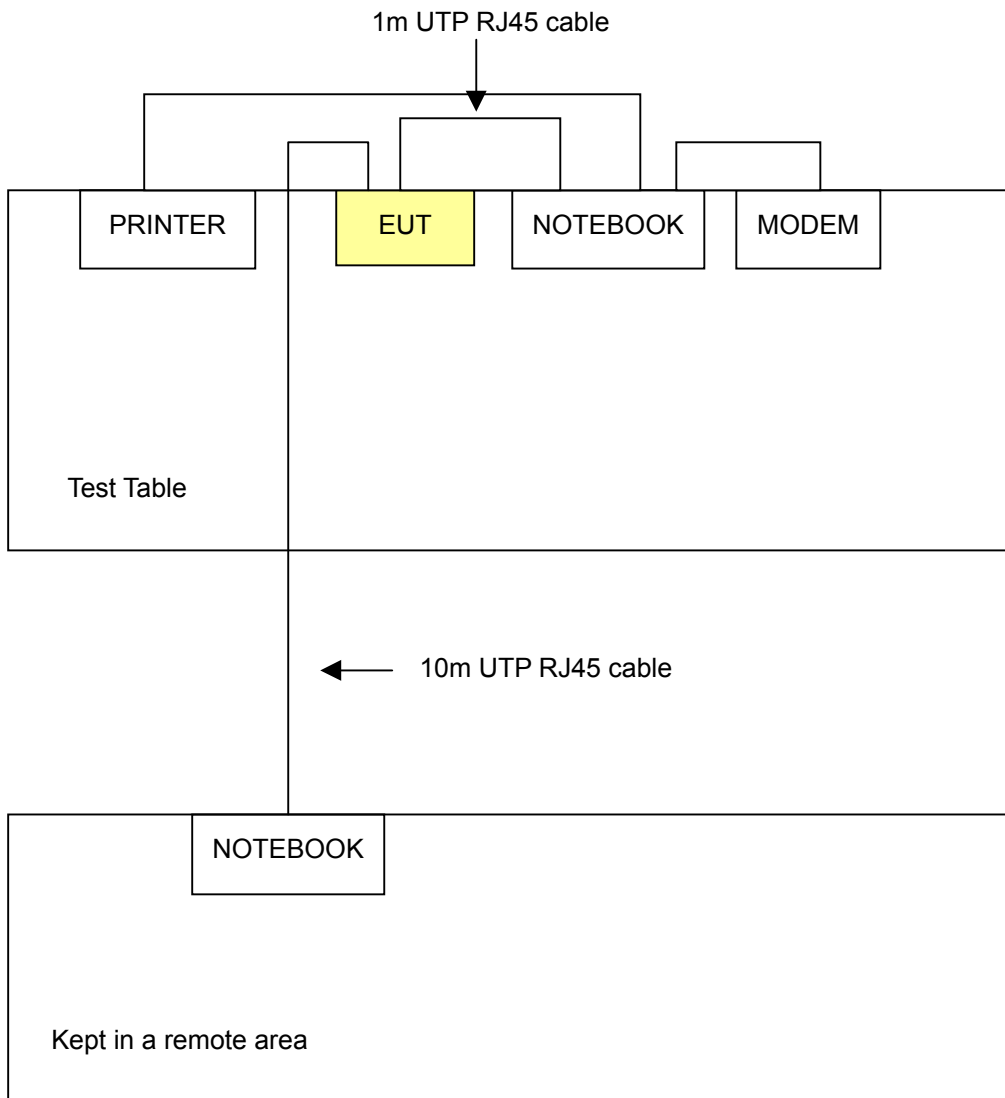 1m UTP RJ45 cable
PRINTER
EUT
NOTEBOOK
MODEM
Test Table
10m UTP RJ45 cable
NOTEBOOK
Kept in a remote area